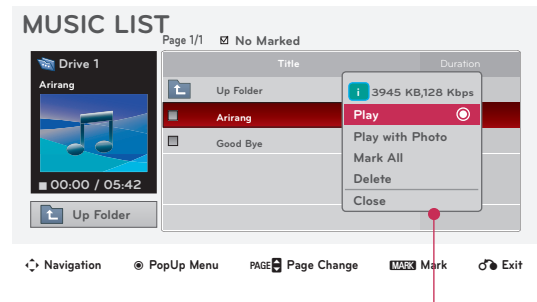 MUSIC LIST
Page 1/1 No Marked
Drive 1
Arirang
00:00 / 05:42
Up Folder
Title Duration
Up Folder
Arirang
Good Bye
i 3945 KB,128 Kbps
Play
Play with Photo
Mark All
Delete
Close
Navigation PopUp Menu PAGE Page Change MARK Mark Exit